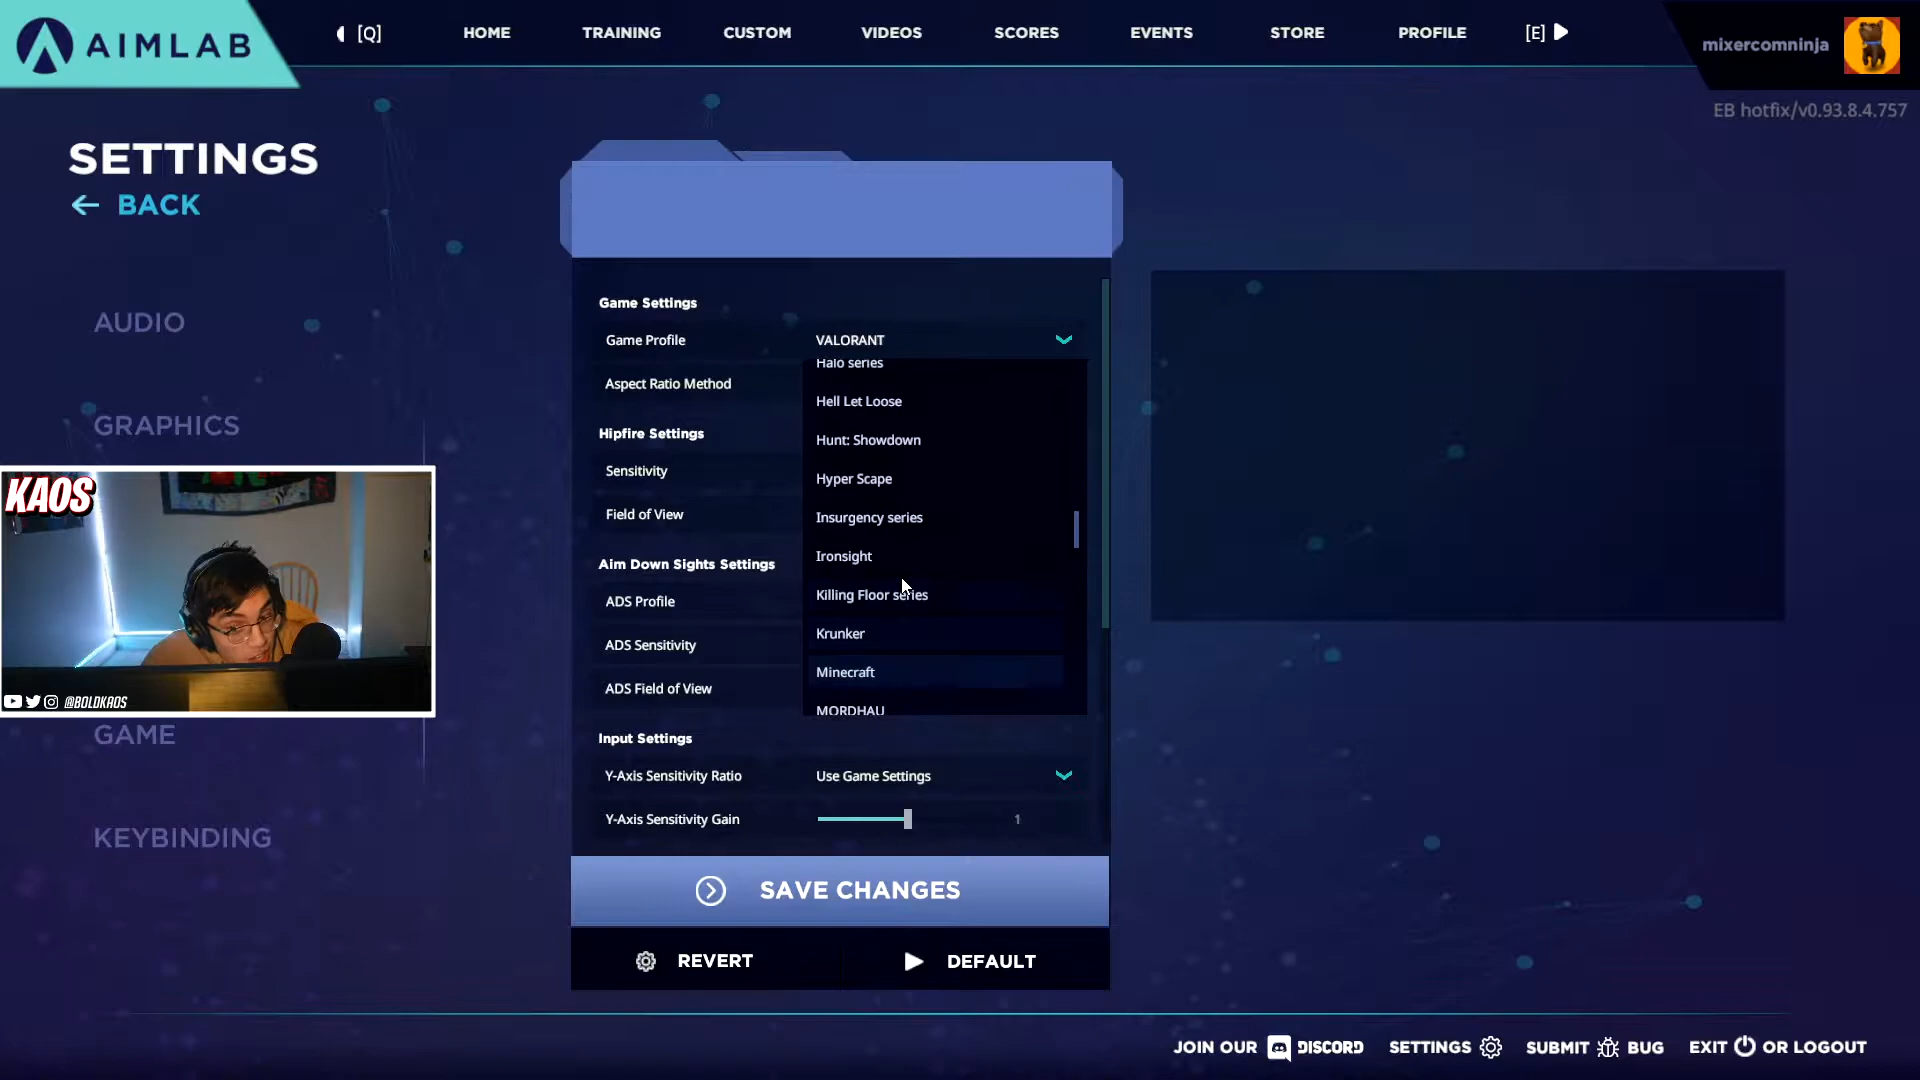 AIMLAB
[Q]
HOME
TRAINING
CUSTOM
VIDEOS
SCORES
EVENTS
STORE
PROFILE
[E]
mixercomninja
EB hotfix/v0.93.8.4.757
SETTINGS
BACK
AUDIO
GRAPHICS
GAME
KEYBINDING
KAOS
@BOLDKAOS
Game Settings
Game Profile
VALORANT
Aspect Ratio Method
Hipfire Settings
Sensitivity
Field of View
Aim Down Sights Settings
ADS Profile
ADS Sensitivity
ADS Field of View
Halo series
Hell Let Loose
Hunt: Showdown
Hyper Scape
Insurgency series
Ironsight
Killing Floor series
Krunker
Minecraft
MORDHAU
Input Settings
Y-Axis Sensitivity Ratio
Use Game Settings
Y-Axis Sensitivity Gain
1
SAVE CHANGES
REVERT
DEFAULT
JOIN OUR DISCORD
SETTINGS
SUBMIT BUG
EXIT OR LOGOUT